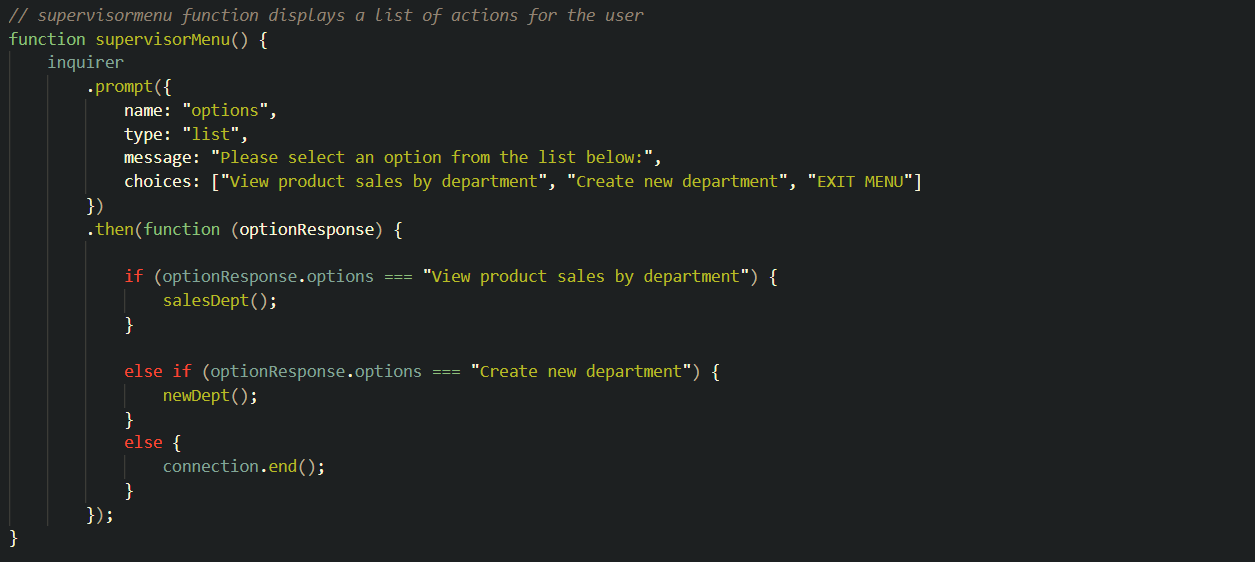 // supervisormenu function displays a list of actions for the user
function supervisorMenu() {
    inquirer
        .prompt({
            name: "options",
            type: "list",
            message: "Please select an option from the list below:",
            choices: ["View product sales by department", "Create new department", "EXIT MENU"]
        })
        .then(function (optionResponse) {

            if (optionResponse.options === "View product sales by department") {
                salesDept();
            }

            else if (optionResponse.options === "Create new department") {
                newDept();
            }
            else {
                connection.end();
            }
        });
}